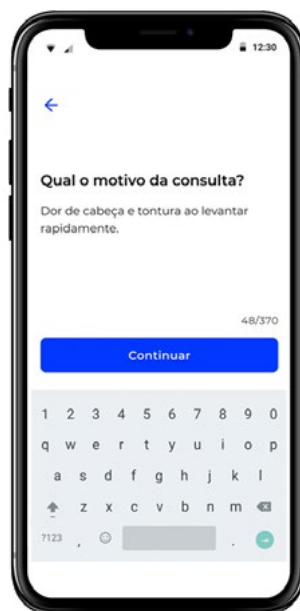 12:30
Qual o motivo da consulta?
Dor de cabeça e tontura ao levantar
rapidamente.
48/370
Continuar
1 2 3 4 5 6 7 8 9 0
q w e r t y u i o p
a s d f g h j k l
z x c v b n m
?123 , .